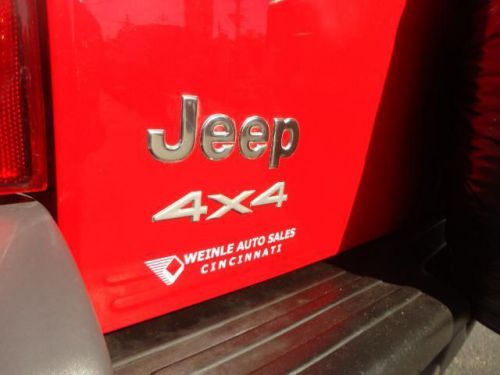 Jeep
4x4
WEINLE AUTO SALES
CINCINNATI